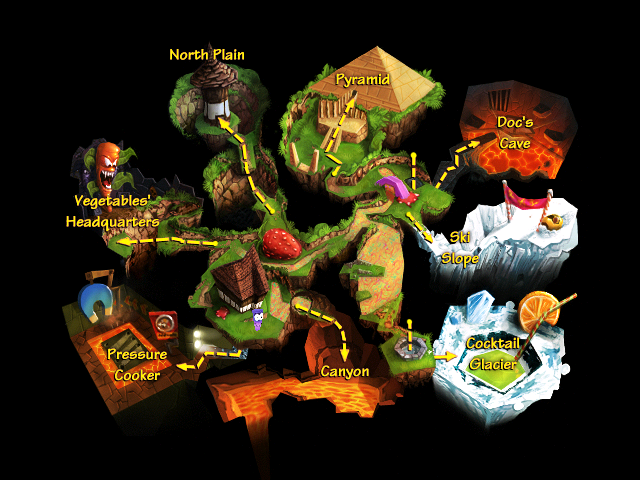 North Plain
Pyramid
Doc's
Cave
Vegetables'
Headquarters
Ski
Slope
Pressure
Cooker
Canyon
Cocktail
Glacier